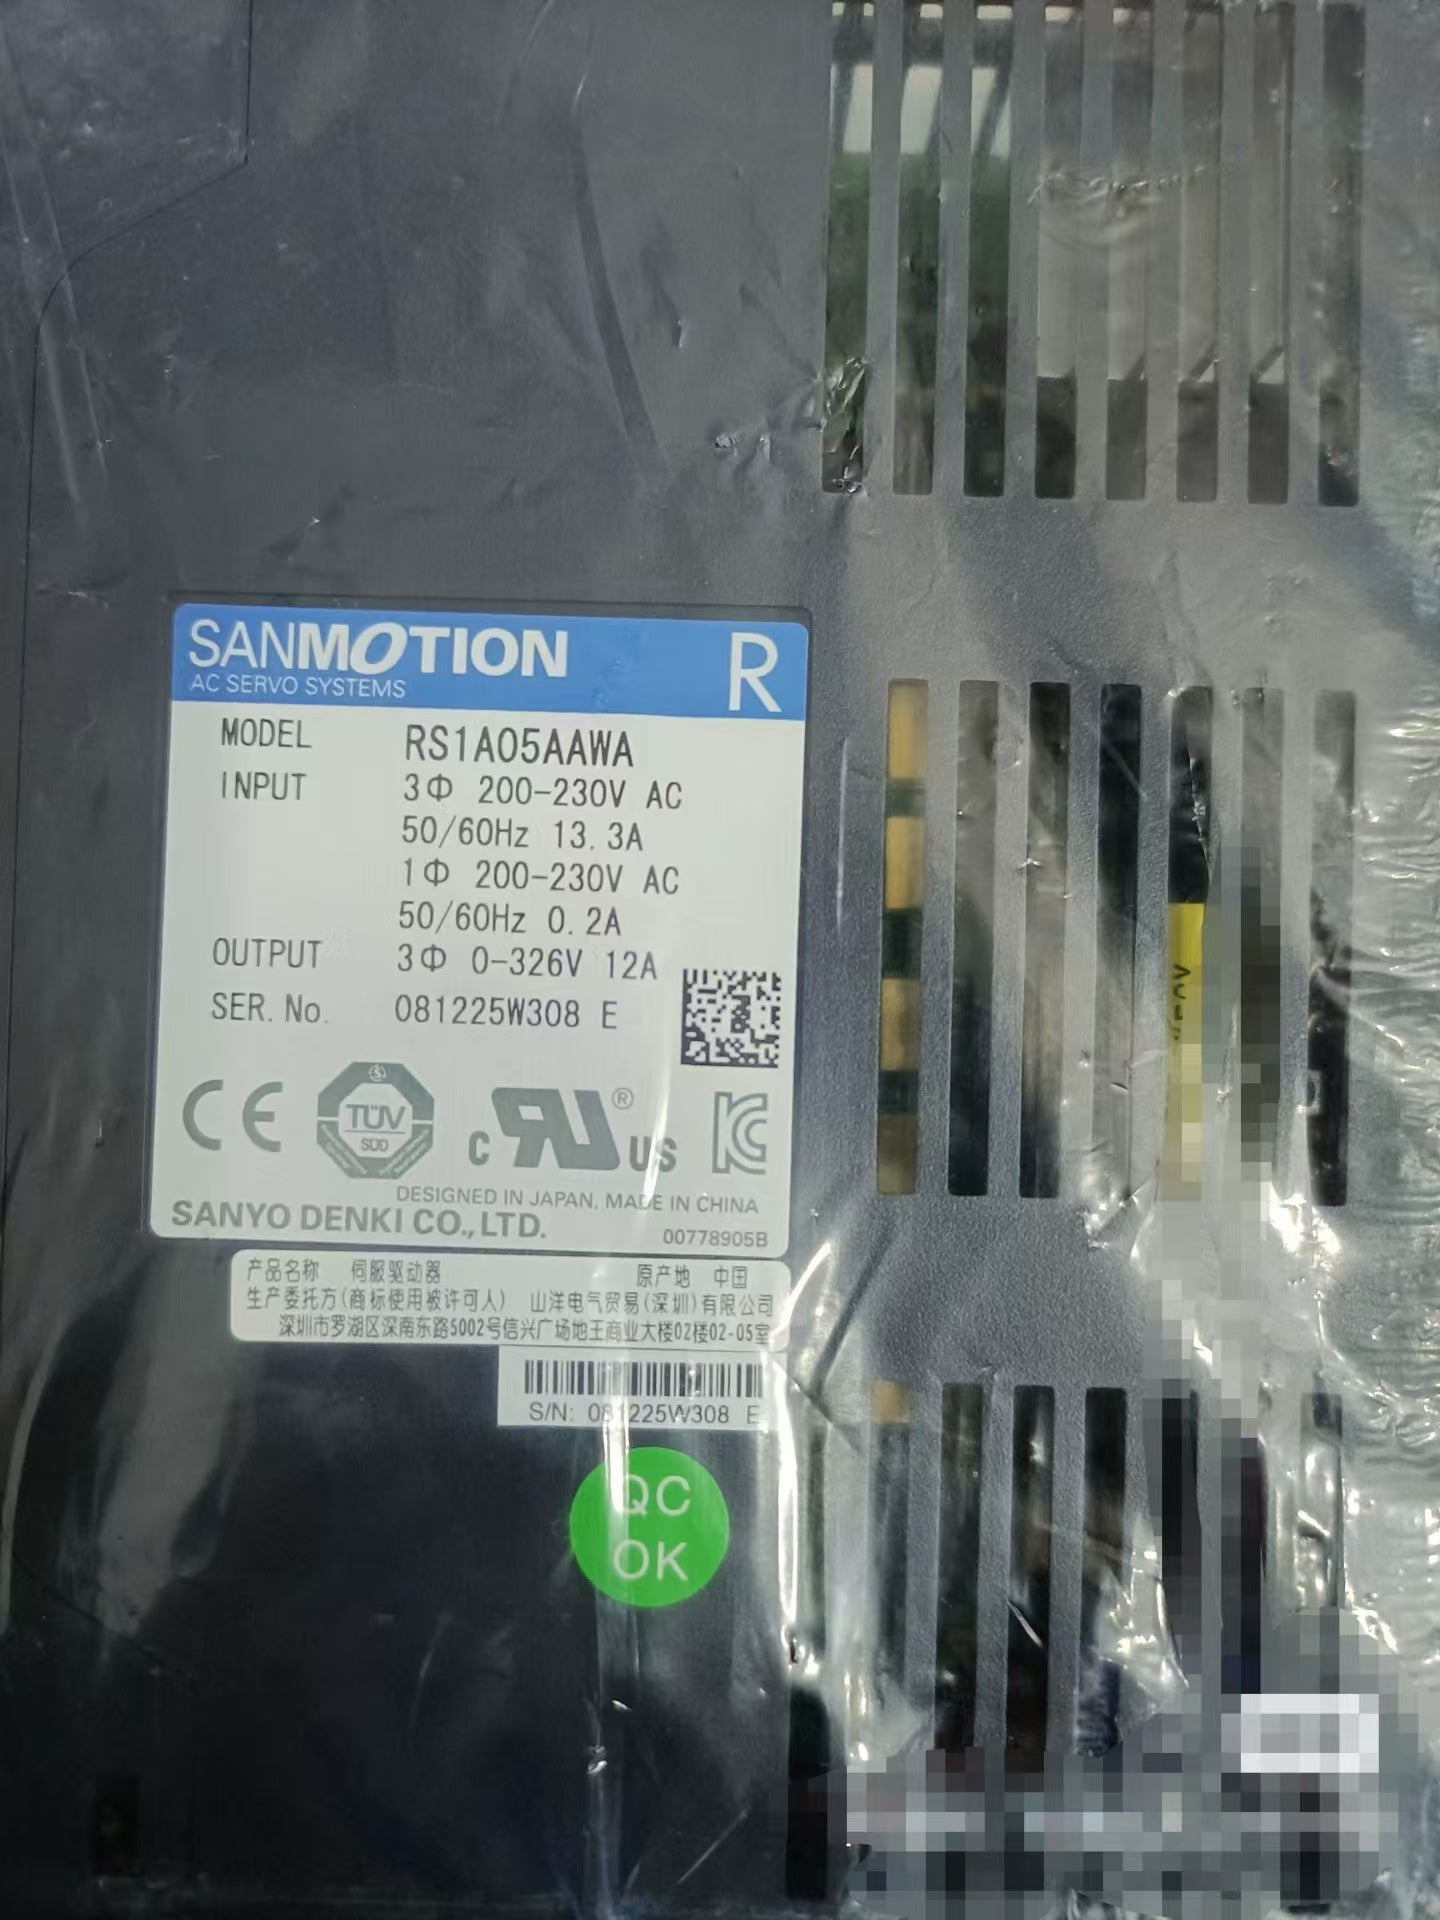 SANMOTION R
AC SERVO SYSTEMS
MODEL RS1A05AAWA
INPUT 3Φ 200-230V AC
50/60Hz 13.3A
1Φ 200-230V AC
50/60Hz 0.2A
OUTPUT 3Φ 0-326V 12A
SER. No. 081225W308 E
CE TÜV SÜD C RU ® US KC
DESIGNED IN JAPAN, MADE IN CHINA
SANYO DENKI CO., LTD. 00778905B
产品名称 伺服驱动器 原产地 中国
生产委托方(商标使用被许可人) 山洋电气贸易(深圳)有限公司
深圳市罗湖区深南东路5002号信兴广场地王商业大楼02楼02-05室
S/N: 081225W308 E
QC
OK